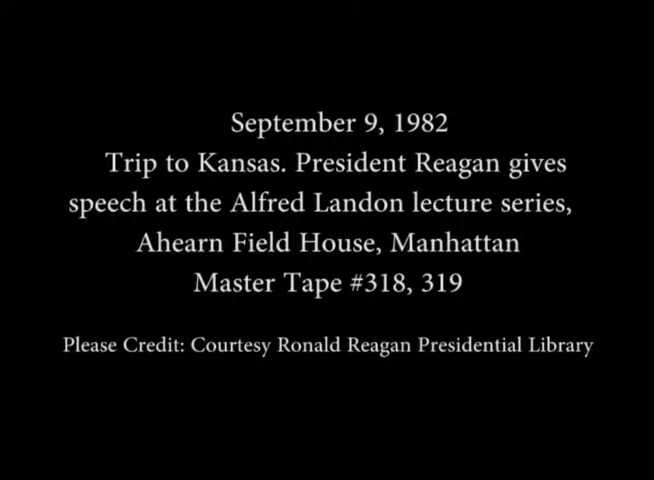 September 9, 1982
Trip to Kansas. President Reagan gives
speech at the Alfred Landon lecture series,
Ahearn Field House, Manhattan
Master Tape #318, 319
Please Credit: Courtesy Ronald Reagan Presidential Library